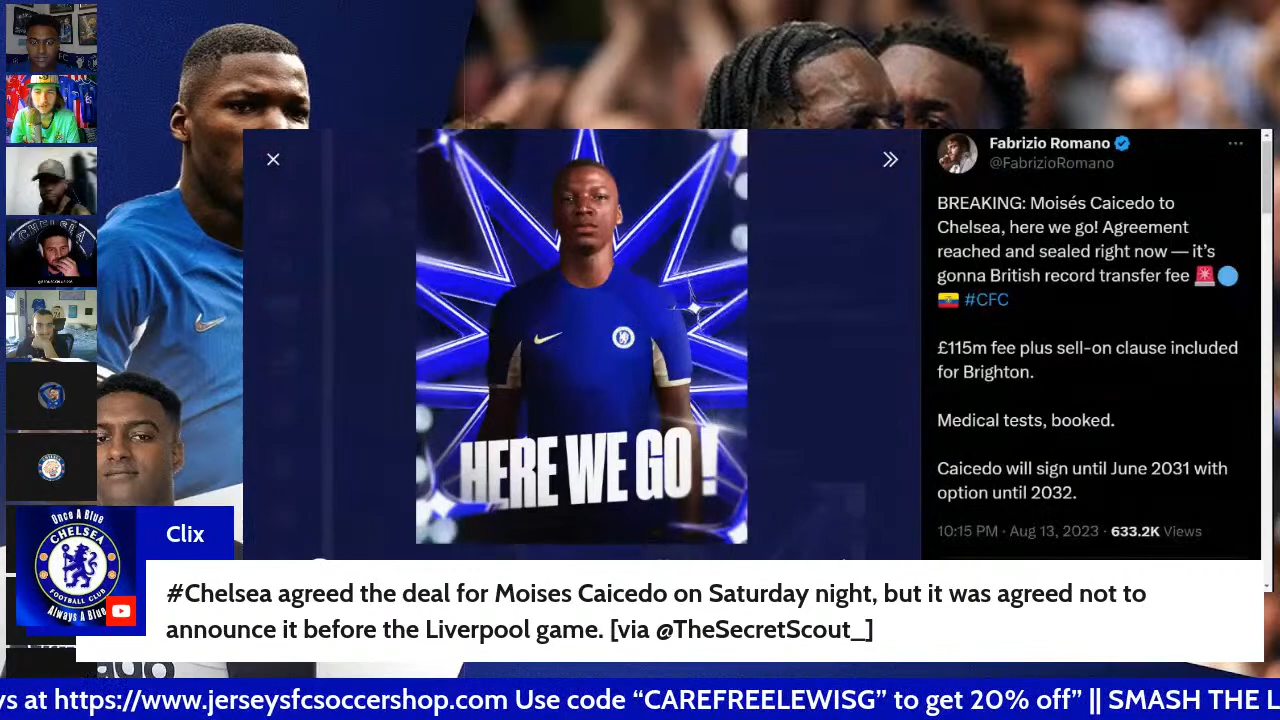 Fabrizio Romano
@FabrizioRomano
BREAKING: Moisés Caicedo to
Chelsea, here we go! Agreement
reached and sealed right now — it's
gonna British record transfer fee 🚨🔵
🇪🇨 #CFC
£115m fee plus sell-on clause included
for Brighton.
Medical tests, booked.
Caicedo will sign until June 2031 with
option until 2032.
10:15 PM · Aug 13, 2023 · 633.2K Views
HERE WE GO !
Once A Blue
CHELSEA
FOOTBALL CLUB
Always A Blue
Clix
#Chelsea agreed the deal for Moises Caicedo on Saturday night, but it was agreed not to
announce it before the Liverpool game. [via @TheSecretScout_]
ys at https://www.jerseysfcsoccershop.com Use code “CAREFREELEWISG” to get 20% off” || SMASH THE L